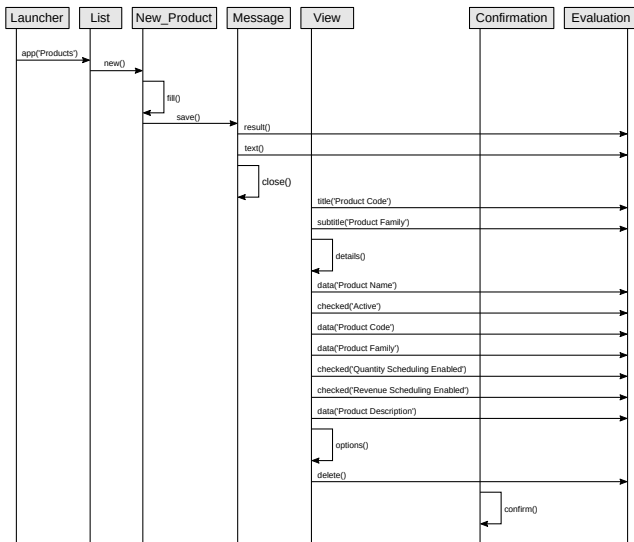 Launcher
List
New_Product
Message
View
Confirmation
Evaluation
app('Products')
new()
fill()
save()
result()
text()
close()
title('Product Code')
subtitle('Product Family')
details()
data('Product Name')
checked('Active')
data('Product Code')
data('Product Family')
checked('Quantity Scheduling Enabled')
checked('Revenue Scheduling Enabled')
data('Product Description')
options()
delete()
confirm()